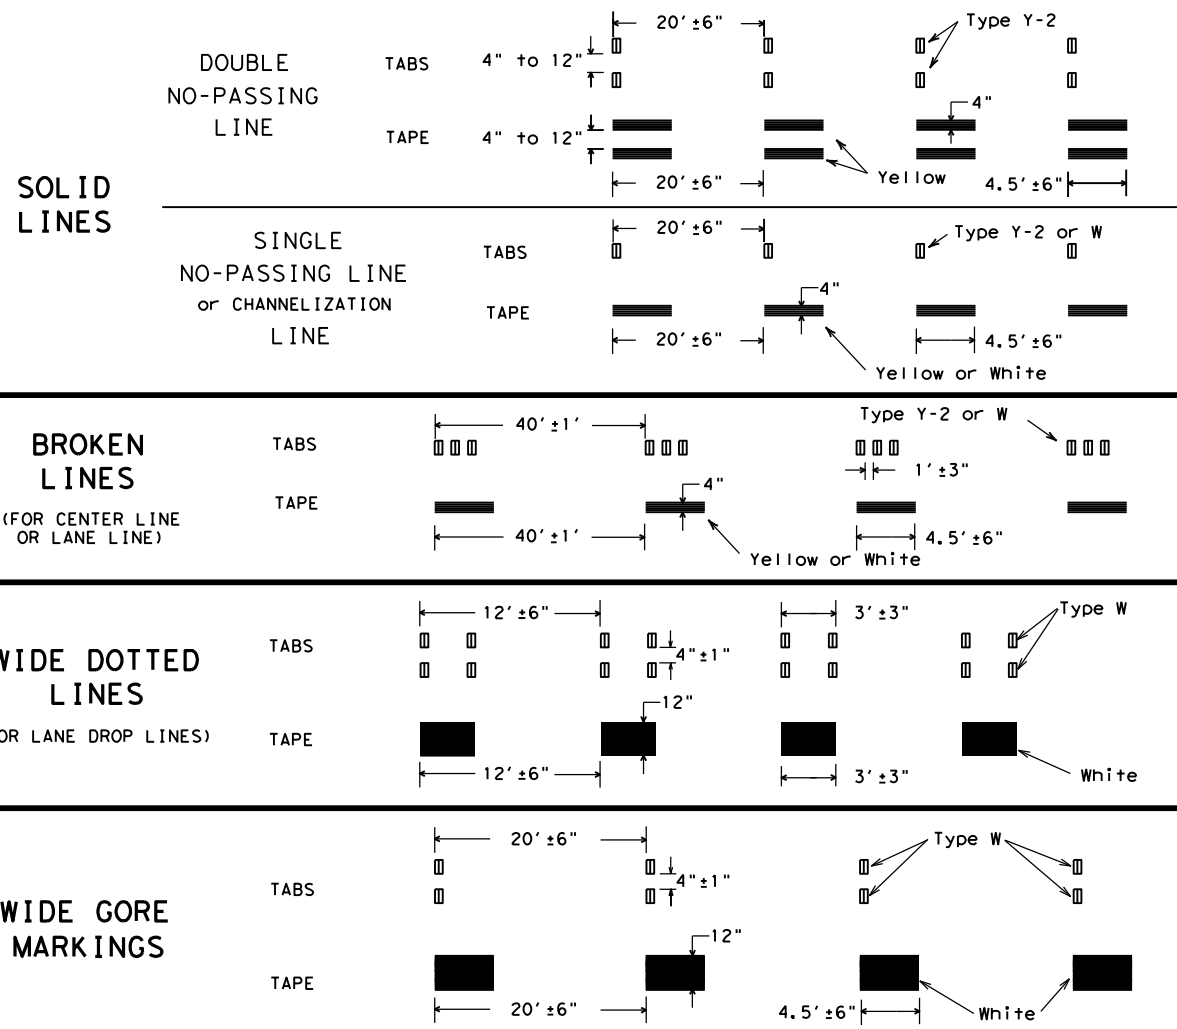 SOLID
LINES
DOUBLE
NO-PASSING
LINE
TABS
4" to 12"
20'±6"
Type Y-2
TAPE
4" to 12"
4"
Yellow
20'±6"
4.5'±6"
SINGLE
NO-PASSING LINE
or CHANNELIZATION
LINE
TABS
20'±6"
Type Y-2 or W
TAPE
4"
20'±6"
4.5'±6"
Yellow or White
BROKEN
LINES
(FOR CENTER LINE
OR LANE LINE)
TABS
40'±1'
Type Y-2 or W
1'±3"
TAPE
4"
40'±1'
4.5'±6"
Yellow or White
WIDE DOTTED
LINES
OR LANE DROP LINES)
TABS
12'±6"
3'±3"
Type W
4"±1"
TAPE
12"
12'±6"
3'±3"
White
WIDE GORE
MARKINGS
TABS
20'±6"
Type W
4"±1"
TAPE
12"
20'±6"
4.5'±6"
White